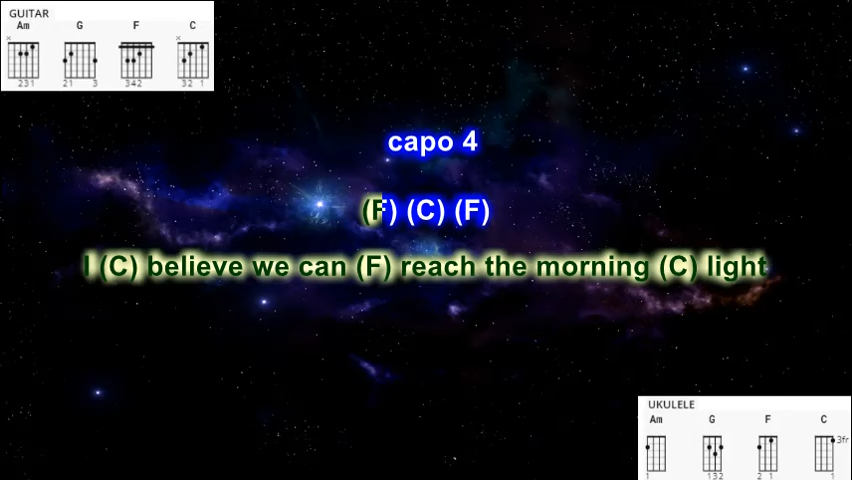 GUITAR
Am G F C
x x
231 21 3 342 32 1
capo 4
(F) (C) (F)
I (C) believe we can (F) reach the morning (C) light
UKULELE
Am G F C
3fr
1 132 2 1 1